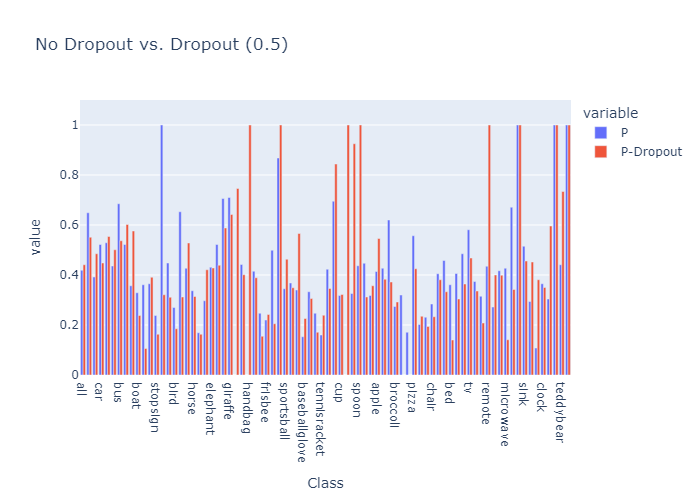 No Dropout vs. Dropout (0.5)
variable
P
P-Dropout
value
1
0.8
0.6
0.4
0.2
0
all
car
bus
boat
stopsign
bird
horse
elephant
giraffe
handbag
frisbee
sportsball
baseballglove
tennisracket
cup
spoon
apple
broccoli
pizza
chair
bed
tv
remote
microwave
sink
clock
teddybear
Class